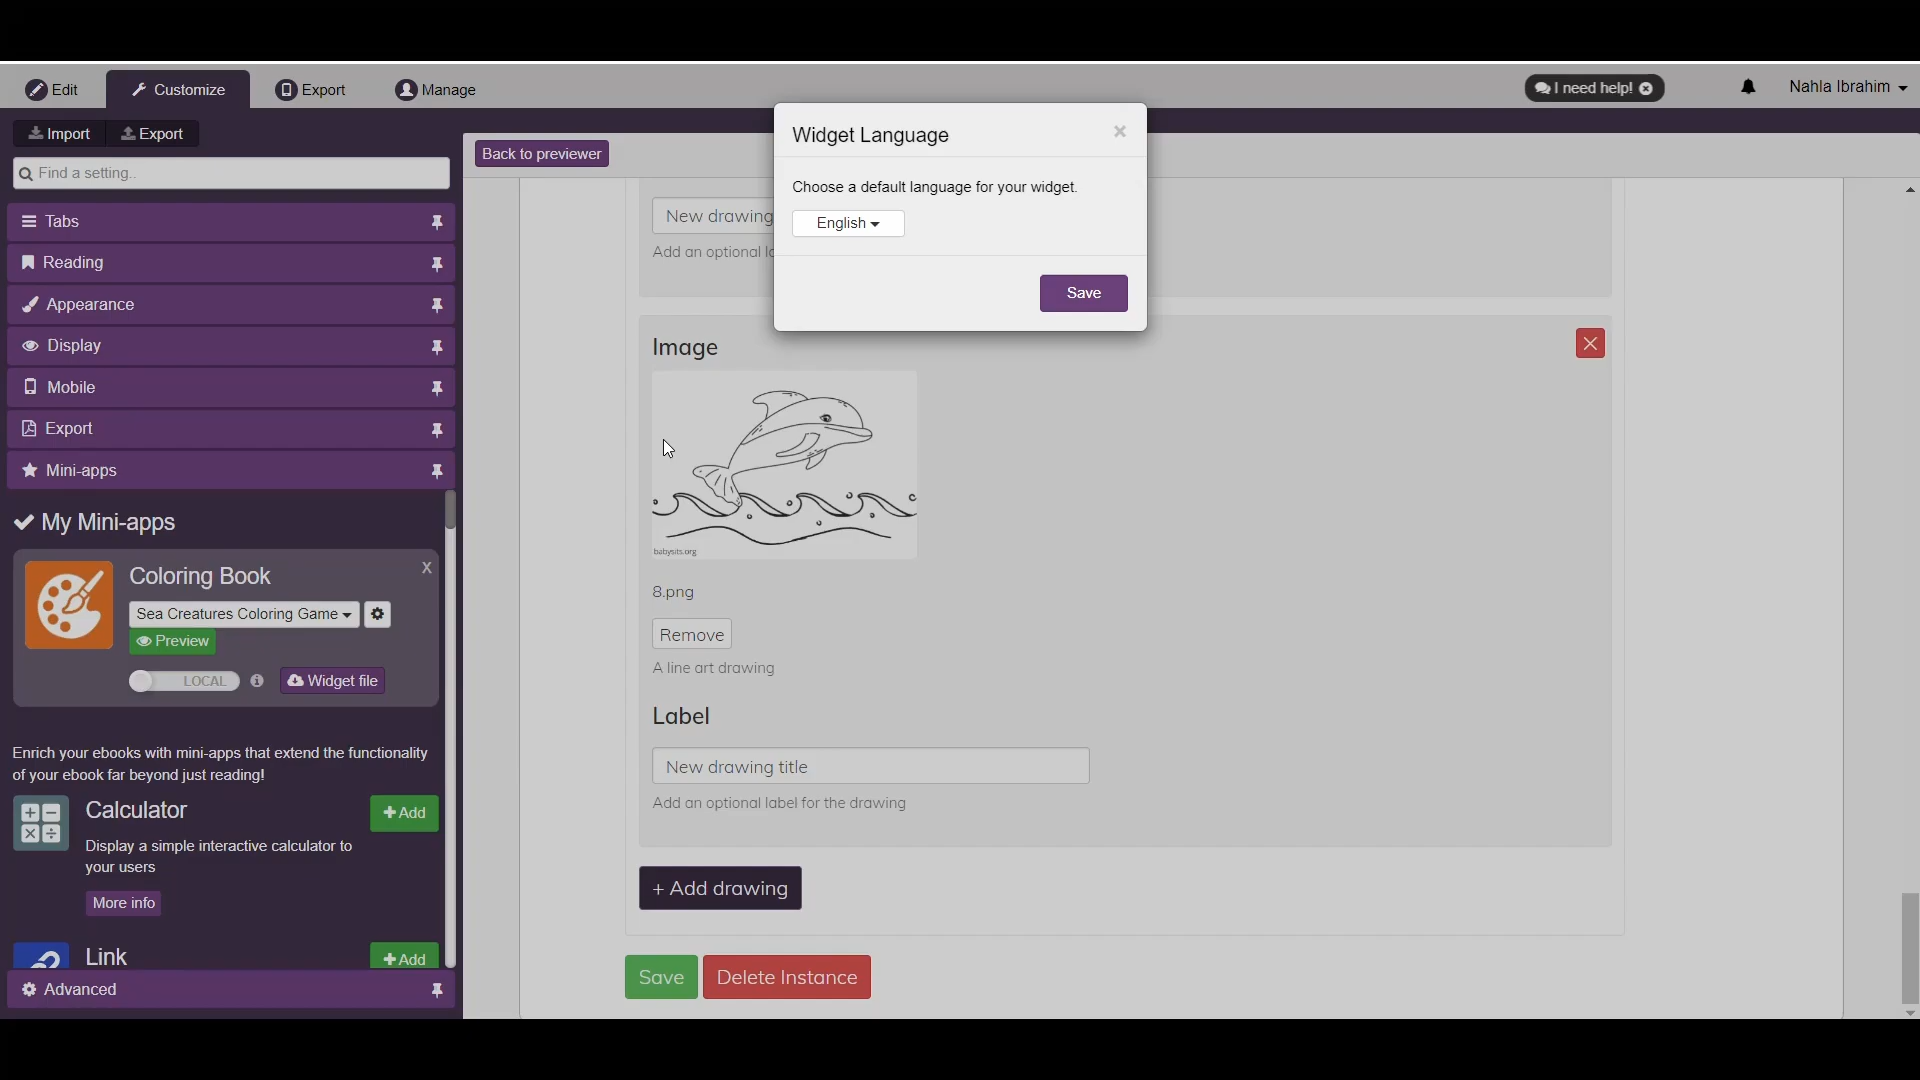 Edit
Customize
Export
Manage
I need help!
Nahla Ibrahim
Import
Export
Find a setting..
Tabs
Reading
Appearance
Display
Mobile
Export
Mini-apps
My Mini-apps
Coloring Book
X
Sea Creatures Coloring Game
Preview
LOCAL
Widget file
Enrich your ebooks with mini-apps that extend the functionality
of your ebook far beyond just reading!
Calculator
+ Add
Display a simple interactive calculator to
your users
More info
Link
+ Add
Advanced
Back to previewer
Widget Language
×
Choose a default language for your widget.
English
Save
New drawing
Add an optional la
Image
babysits.org
8.png
Remove
A line art drawing
Label
New drawing title
Add an optional label for the drawing
+ Add drawing
Save
Delete Instance